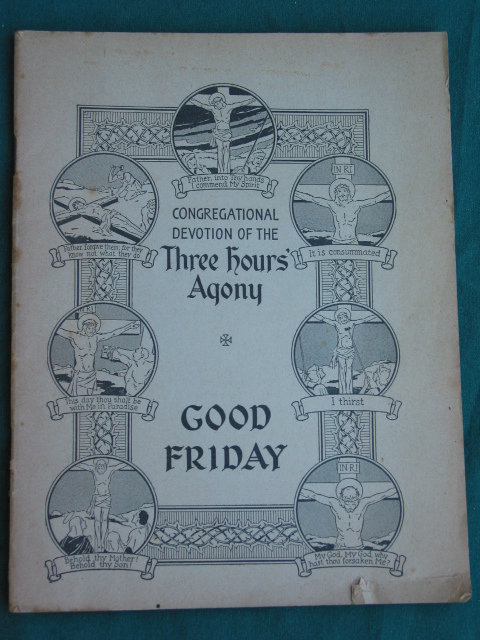 Father, into Thy hands
I commend My Spirit
INRI
Father forgive them, for they
know not what they do
It is consummated
CONGREGATIONAL
DEVOTION OF THE
Three Hours'
Agony
This day thou shalt be
with Me in Paradise
I thirst
GOOD
FRIDAY
INRI
Behold thy Mother!
Behold thy Son!
My God, My God, why
hast thou forsaken Me?